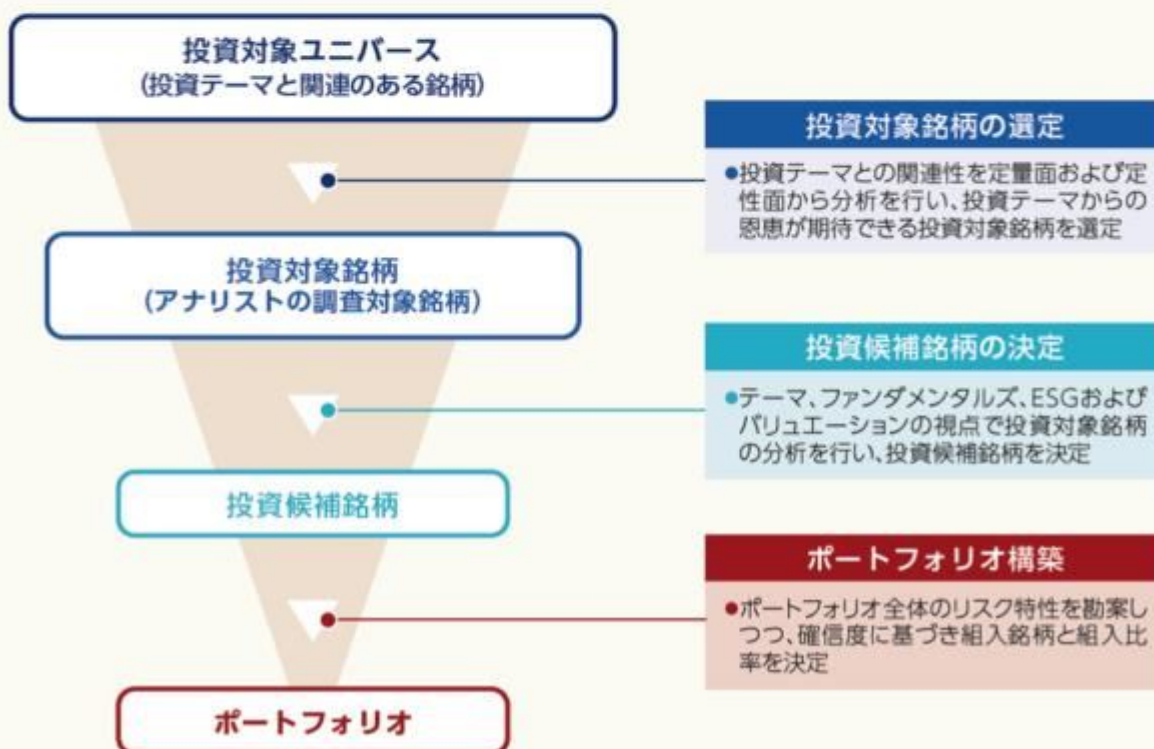 投資対象ユニバース
(投資テーマと関連のある銘柄)
投資対象銘柄の選定
●投資テーマとの関連性を定量面および定
性面から分析を行い、投資テーマからの
恩恵が期待できる投資対象銘柄を選定
投資対象銘柄
(アナリストの調査対象銘柄)
投資候補銘柄の決定
●テーマ、ファンダメンタルズ、ESGおよび
バリュエーションの視点で投資対象銘柄
の分析を行い、投資候補銘柄を決定
投資候補銘柄
ポートフォリオ構築
●ポートフォリオ全体のリスク特性を勘案し
つつ、確信度に基づき組入銘柄と組入比
率を決定
ポートフォリオ